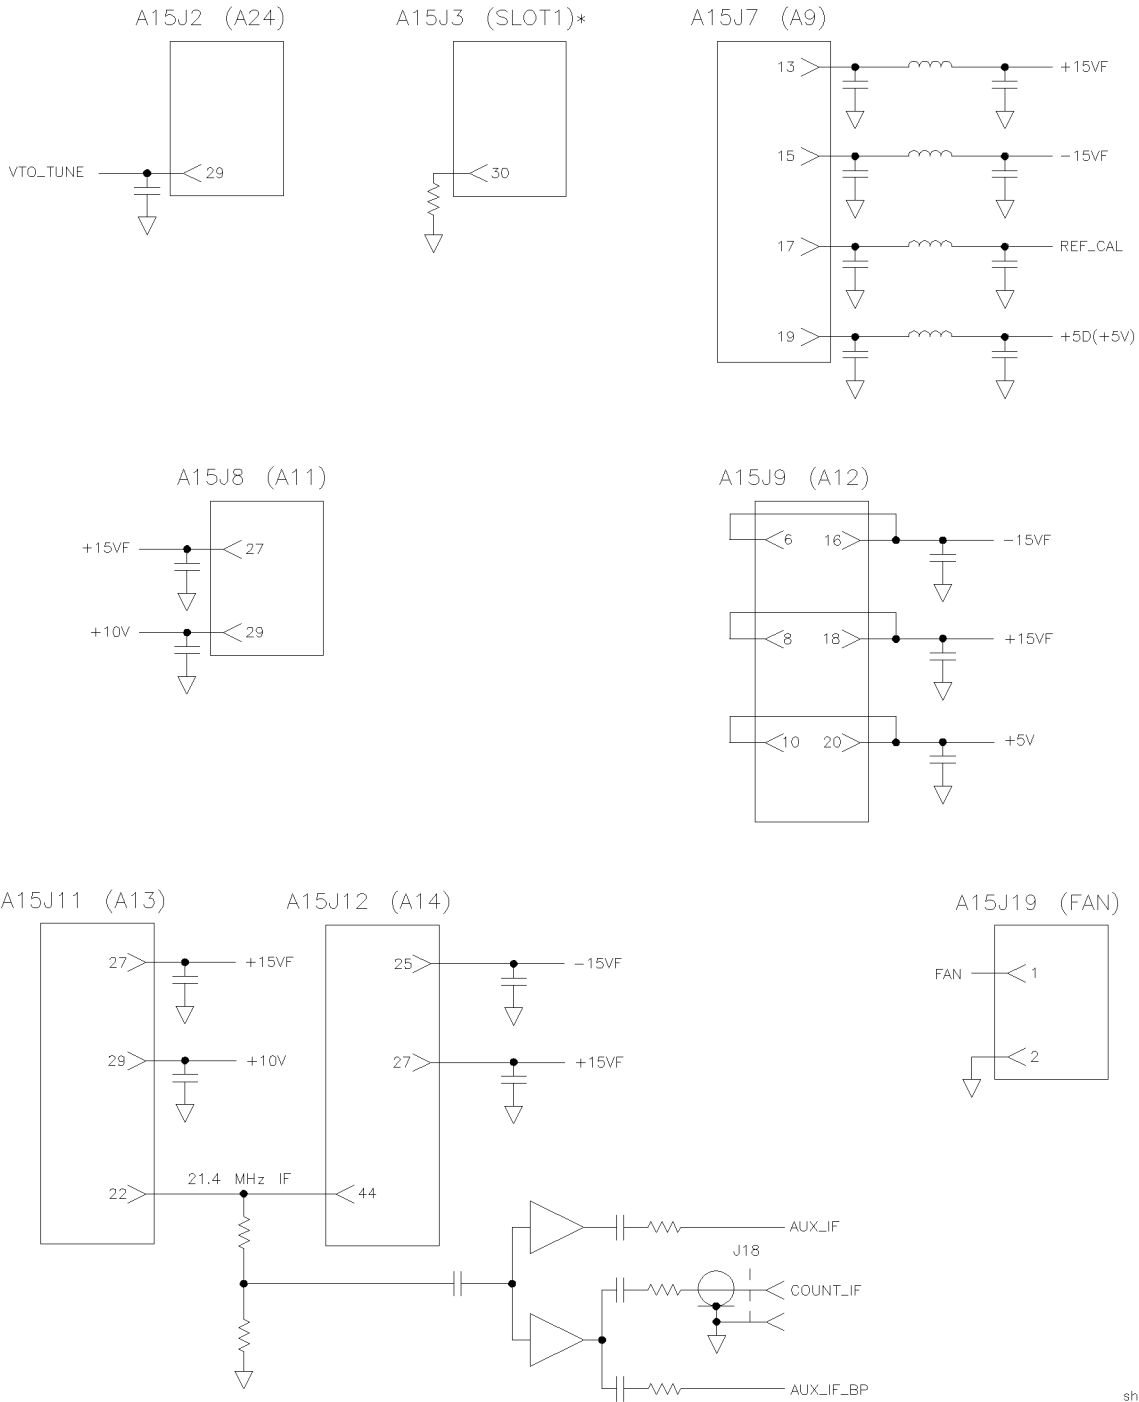 A15J2 (A24)
VTO_TUNE
29
A15J3 (SLOT1)*
30
A15J7 (A9)
13
+15VF
15
-15VF
17
REF_CAL
19
+5D(+5V)
A15J8 (A11)
+15VF
27
+10V
29
A15J9 (A12)
6
16
-15VF
8
18
+15VF
10
20
+5V
A15J11 (A13)
27
+15VF
29
+10V
22
21.4 MHz IF
A15J12 (A14)
25
-15VF
27
+15VF
44
A15J19 (FAN)
FAN
1
2
AUX_IF
J18
COUNT_IF
AUX_IF_BP
sh